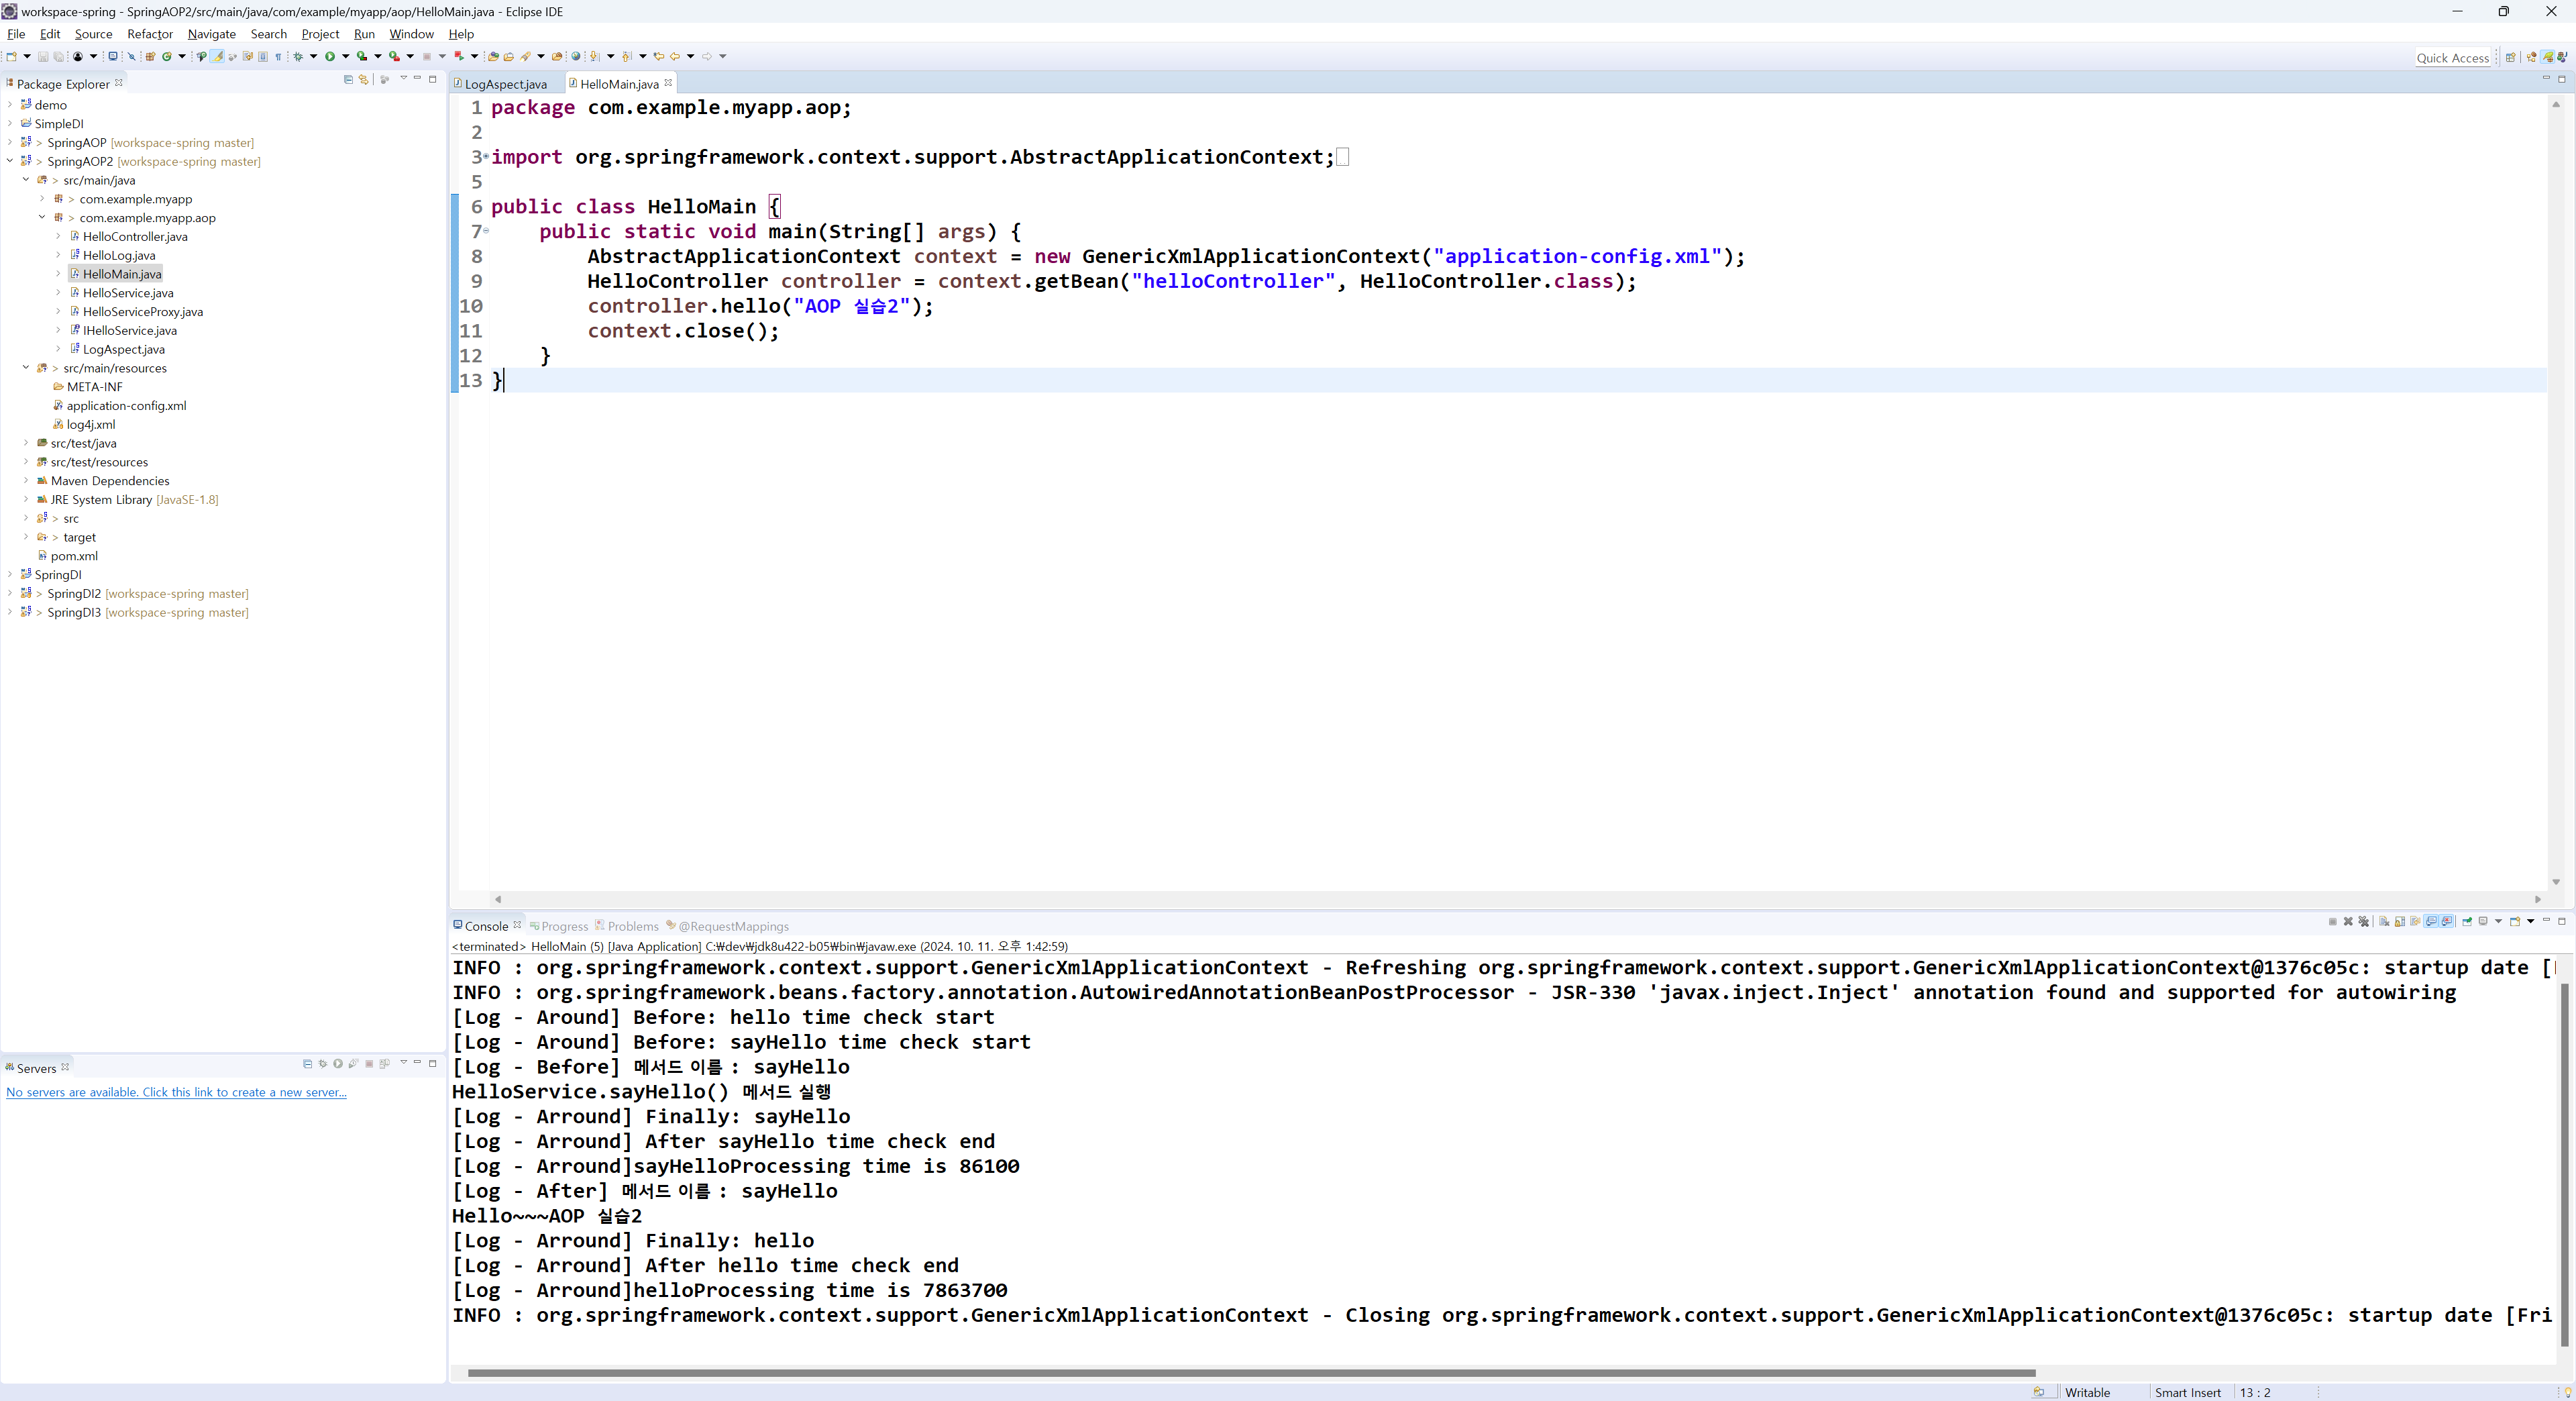 workspace-spring - SpringAOP2/src/main/java/com/example/myapp/aop/HelloMain.java - Eclipse IDE
File Edit Source Refactor Navigate Search Project Run Window Help
Quick Access
Package Explorer
demo
SimpleDI
> SpringAOP [workspace-spring master]
> SpringAOP2 [workspace-spring master]
> src/main/java
> com.example.myapp
> com.example.myapp.aop
HelloController.java
HelloLog.java
HelloMain.java
HelloService.java
HelloServiceProxy.java
IHelloService.java
LogAspect.java
> src/main/resources
META-INF
application-config.xml
log4j.xml
src/test/java
src/test/resources
Maven Dependencies
JRE System Library [JavaSE-1.8]
> src
> target
pom.xml
SpringDI
> SpringDI2 [workspace-spring master]
> SpringDI3 [workspace-spring master]
Servers
No servers are available. Click this link to create a new server...
LogAspect.java HelloMain.java
1 package com.example.myapp.aop;
2
3 import org.springframework.context.support.AbstractApplicationContext;
5
6 public class HelloMain {
7 public static void main(String[] args) {
8 AbstractApplicationContext context = new GenericXmlApplicationContext("application-config.xml");
9 HelloController controller = context.getBean("helloController", HelloController.class);
10 controller.hello("AOP 실습2");
11 context.close();
12 }
13 }
Console Progress Problems @RequestMappings
<terminated> HelloMain (5) [Java Application] C:₩dev₩jdk8u422-b05₩bin₩javaw.exe (2024. 10. 11. 오후 1:42:59)
INFO : org.springframework.context.support.GenericXmlApplicationContext - Refreshing org.springframework.context.support.GenericXmlApplicationContext@1376c05c: startup date [
INFO : org.springframework.beans.factory.annotation.AutowiredAnnotationBeanPostProcessor - JSR-330 'javax.inject.Inject' annotation found and supported for autowiring
[Log - Around] Before: hello time check start
[Log - Around] Before: sayHello time check start
[Log - Before] 메서드 이름 : sayHello
HelloService.sayHello() 메서드 실행
[Log - Arround] Finally: sayHello
[Log - Arround] After sayHello time check end
[Log - Arround]sayHelloProcessing time is 86100
[Log - After] 메서드 이름 : sayHello
Hello~~~AOP 실습2
[Log - Arround] Finally: hello
[Log - Arround] After hello time check end
[Log - Arround]helloProcessing time is 7863700
INFO : org.springframework.context.support.GenericXmlApplicationContext - Closing org.springframework.context.support.GenericXmlApplicationContext@1376c05c: startup date [Fri
Writable Smart Insert 13 : 2